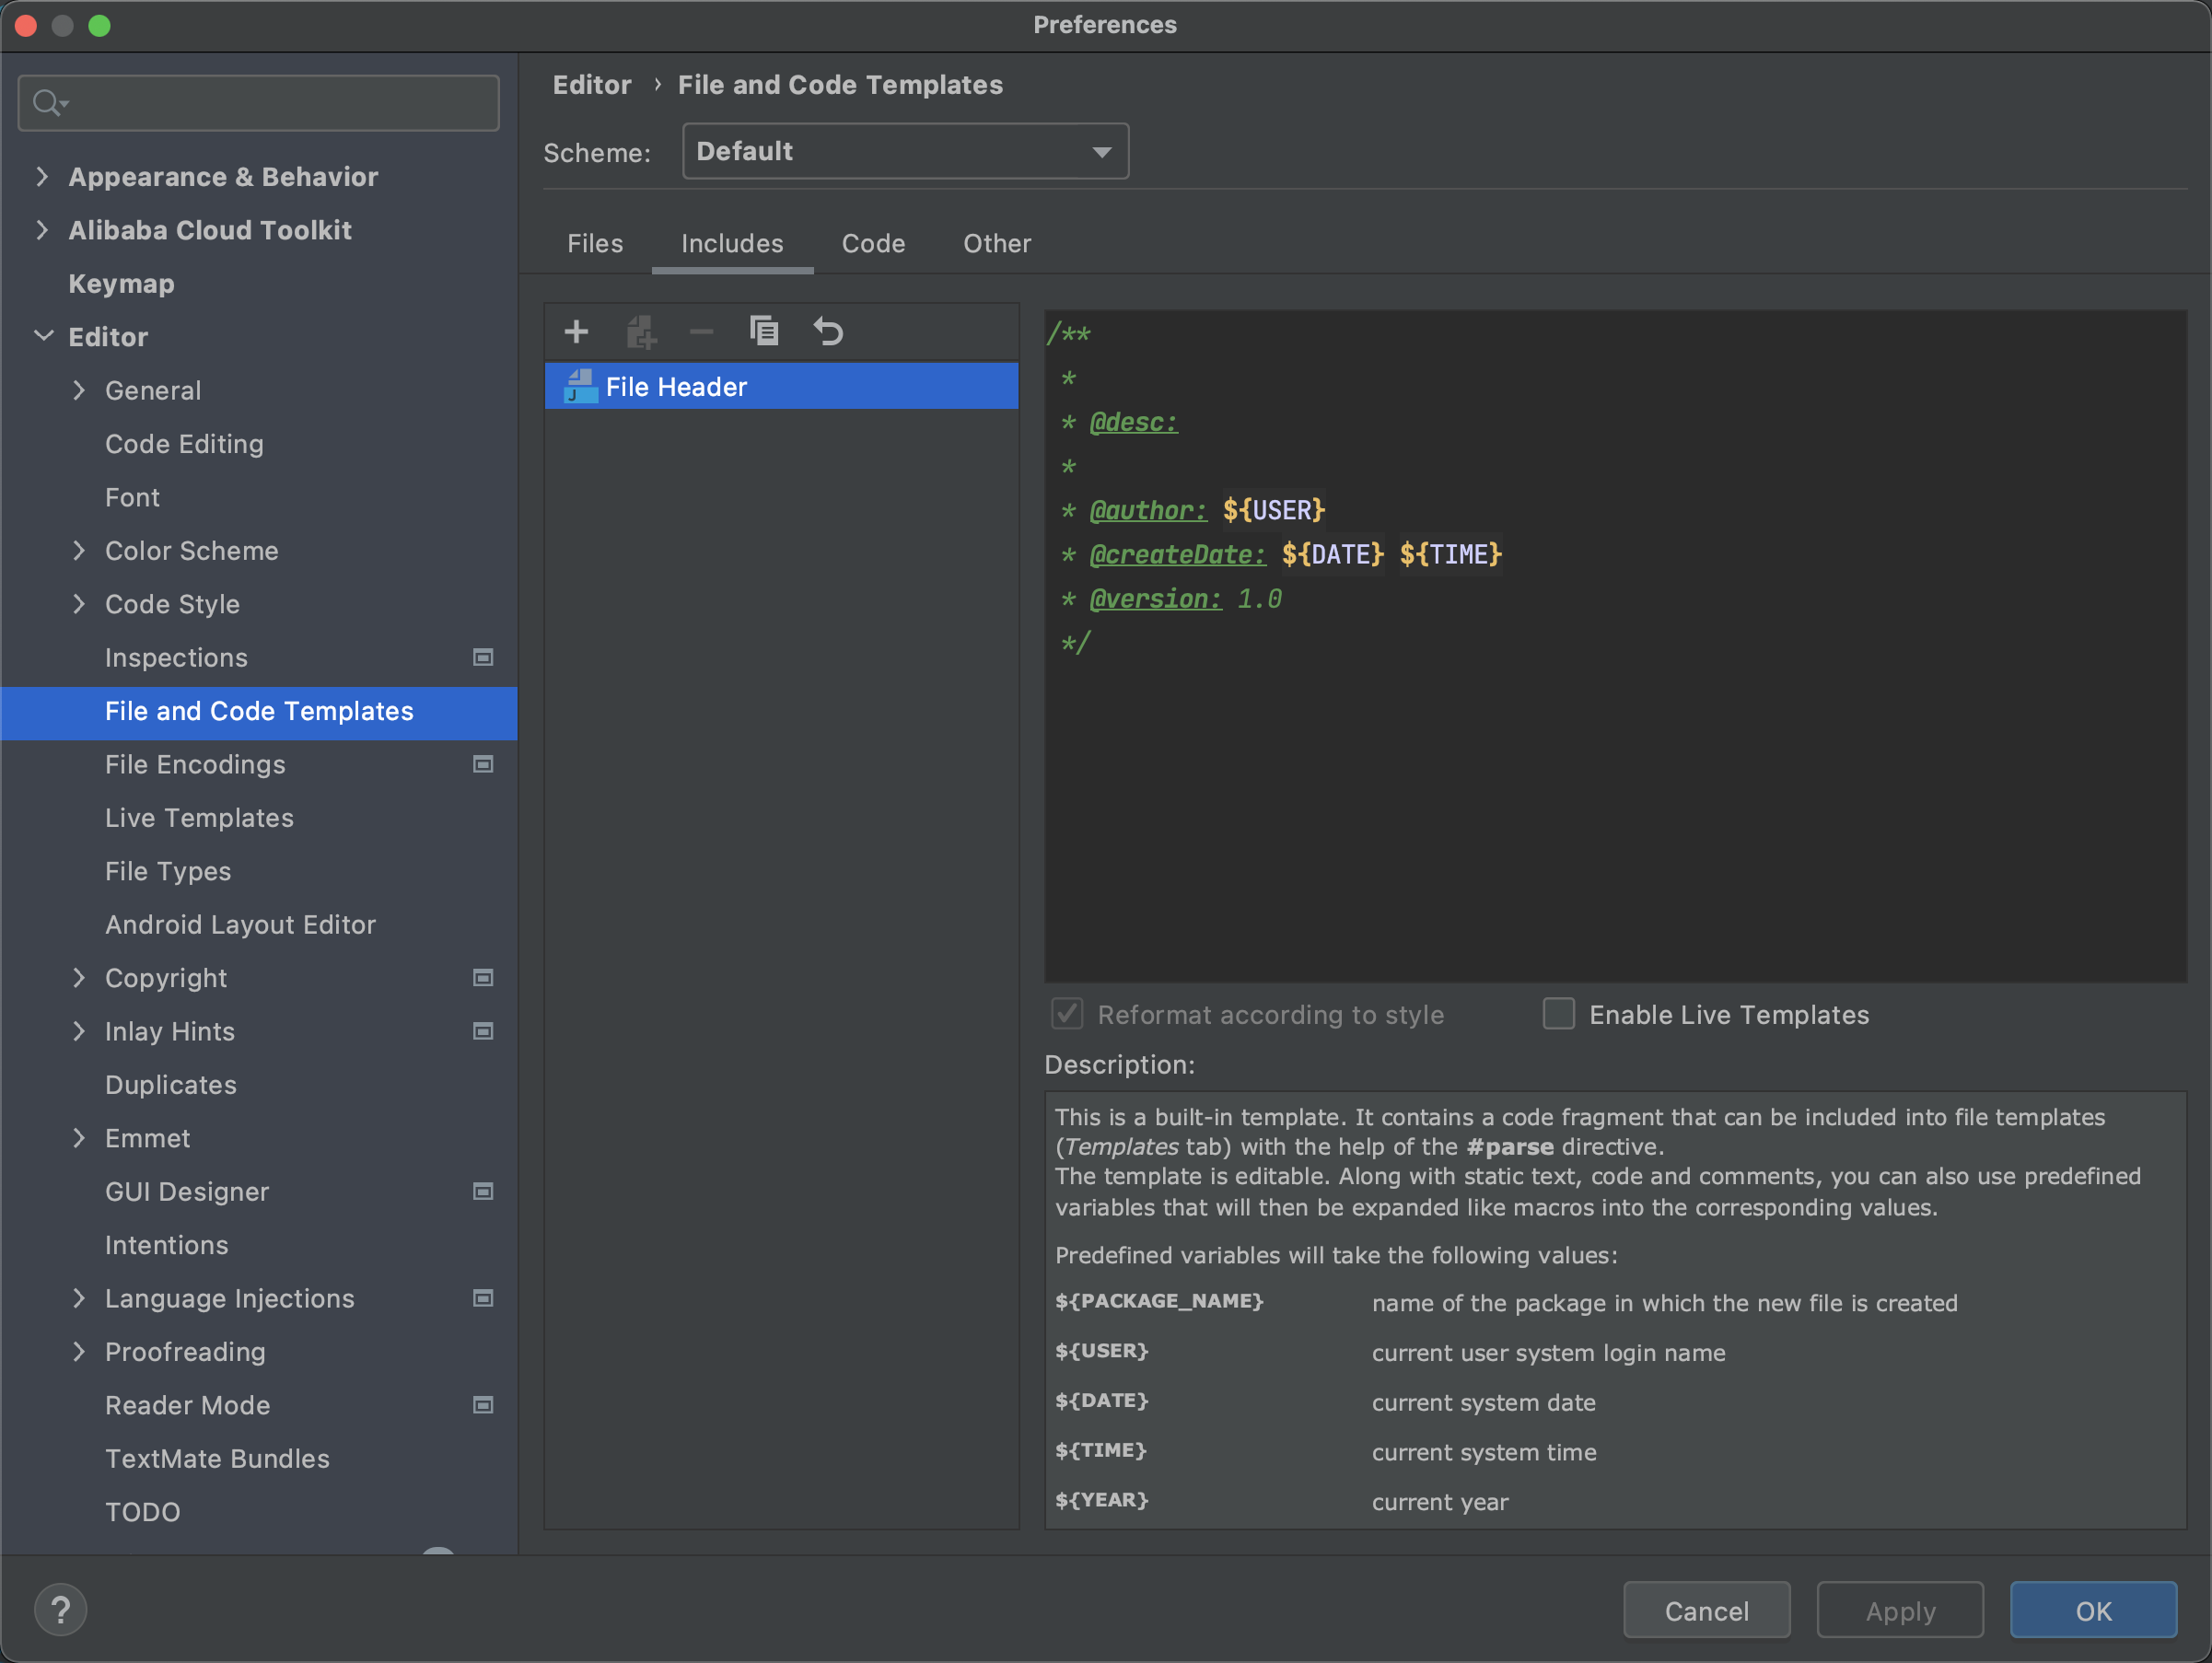 Preferences
Appearance & Behavior
Alibaba Cloud Toolkit
Keymap
Editor
General
Code Editing
Font
Color Scheme
Code Style
Inspections
File and Code Templates
File Encodings
Live Templates
File Types
Android Layout Editor
Copyright
Inlay Hints
Duplicates
Emmet
GUI Designer
Intentions
Language Injections
Proofreading
Reader Mode
TextMate Bundles
TODO
Editor › File and Code Templates
Scheme: Default
Files Includes Code Other
File Header
/**
*
* @desc:
*
* @author: ${USER}
* @createDate: ${DATE} ${TIME}
* @version: 1.0
*/
Reformat according to style Enable Live Templates
Description:
This is a built-in template. It contains a code fragment that can be included into file templates
(Templates tab) with the help of the #parse directive.
The template is editable. Along with static text, code and comments, you can also use predefined
variables that will then be expanded like macros into the corresponding values.
Predefined variables will take the following values:
${PACKAGE_NAME} name of the package in which the new file is created
${USER} current user system login name
${DATE} current system date
${TIME} current system time
${YEAR} current year
? Cancel Apply OK